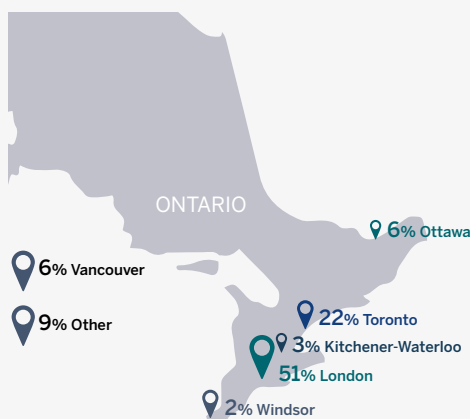 ONTARIO
6% Ottawa
6% Vancouver
9% Other
22% Toronto
3% Kitchener-Waterloo
51% London
2% Windsor